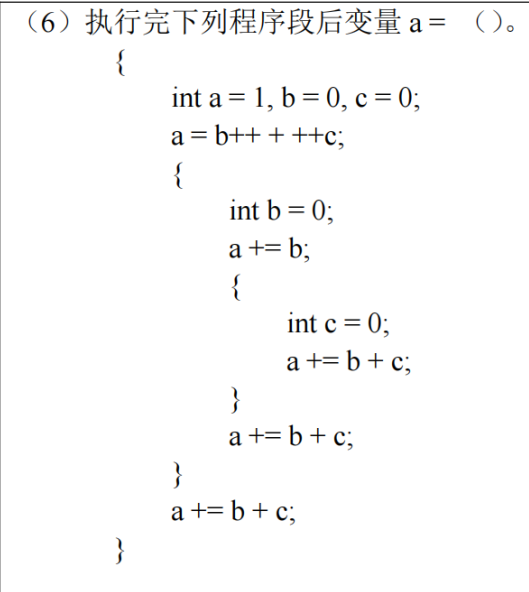 （6）执行完下列程序段后变量 a = （）。
{
int a = 1, b = 0, c = 0;
a = b++ + ++c;
{
int b = 0;
a += b;
{
int c = 0;
a += b + c;
}
a += b + c;
}
a += b + c;
}